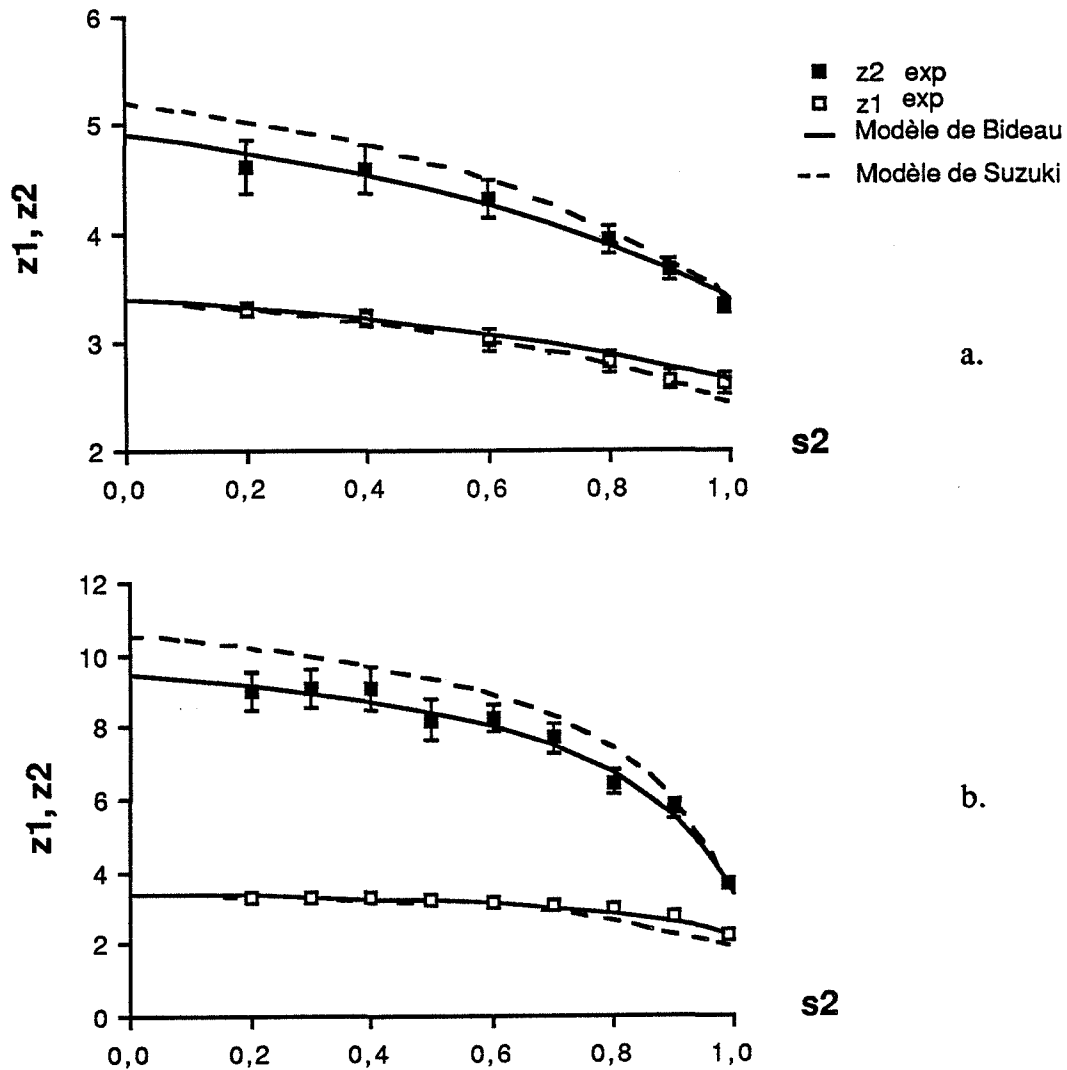 6
5
4
3
2
z1, z2
0,0 0,2 0,4 0,6 0,8 1,0
s2
z2 exp
z1 exp
Modèle de Bideau
Modèle de Suzuki
a.
12
10
8
6
4
2
0
z1, z2
0,0 0,2 0,4 0,6 0,8 1,0
s2
b.